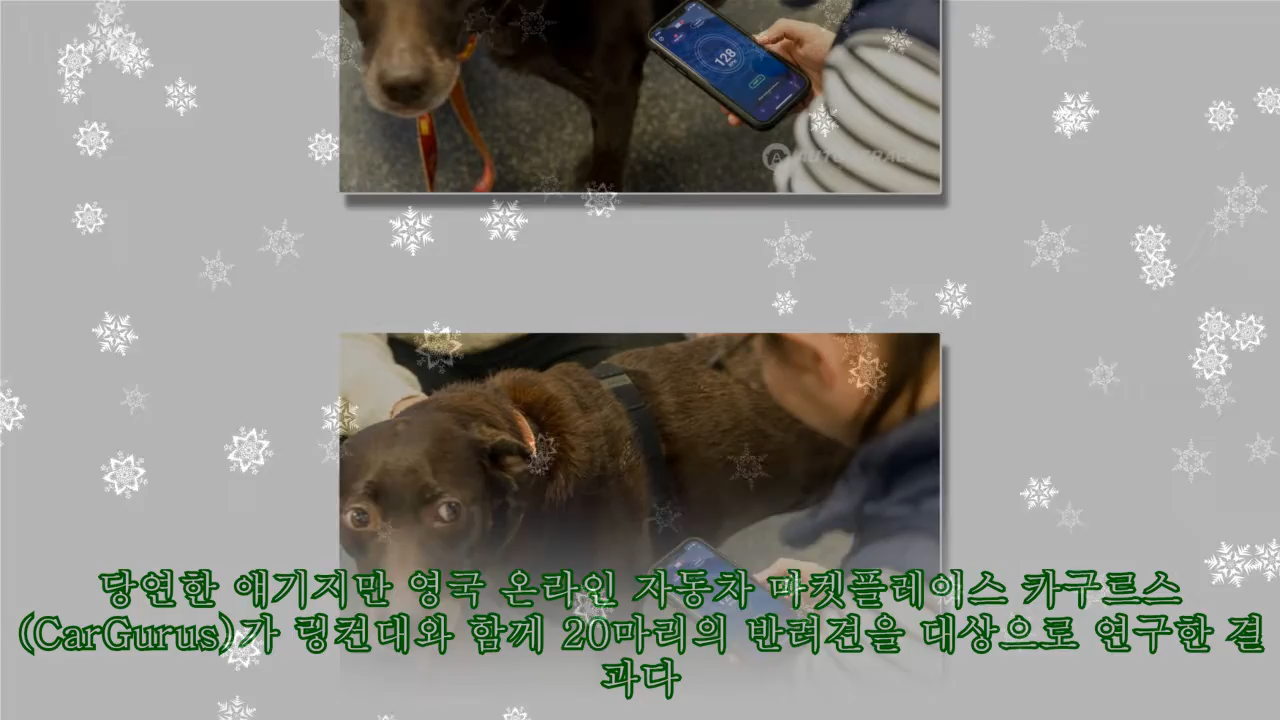 128
당연한 얘기지만 영국 온라인 자동차 마켓플레이스 카구르스
(CarGurus)가 링컨대와 함께 20마리의 반려견을 대상으로 연구한 결
과다